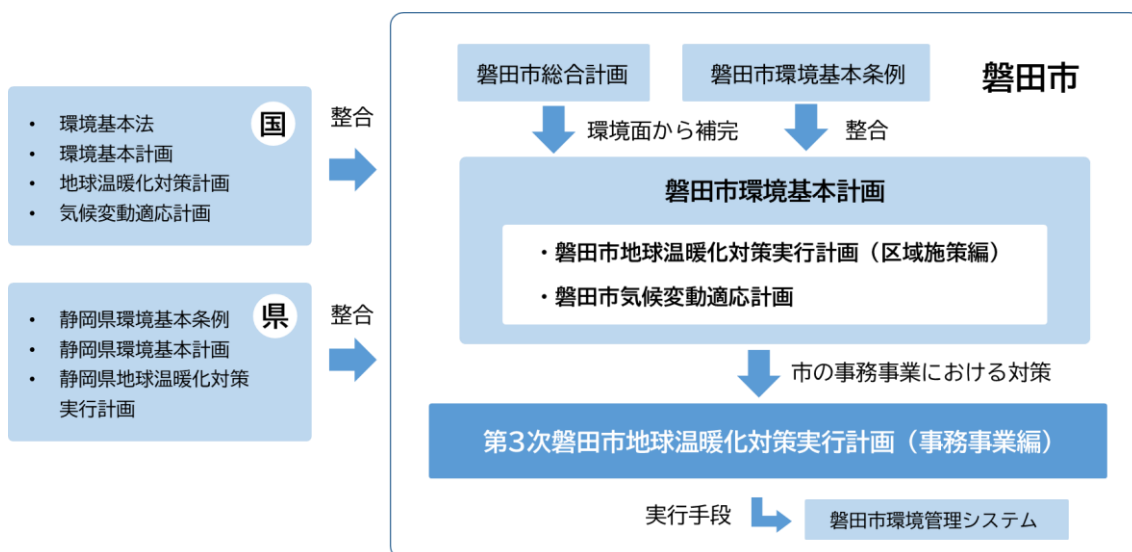 国
・ 環境基本法
・ 環境基本計画
・ 地球温暖化対策計画
・ 気候変動適応計画
整合
県
・ 静岡県環境基本条例
・ 静岡県環境基本計画
・ 静岡県地球温暖化対策
実行計画
整合
磐田市
磐田市総合計画
磐田市環境基本条例
環境面から補完
整合
磐田市環境基本計画
・磐田市地球温暖化対策実行計画（区域施策編）
・磐田市気候変動適応計画
市の事務事業における対策
第3次磐田市地球温暖化対策実行計画（事務事業編）
実行手段
磐田市環境管理システム